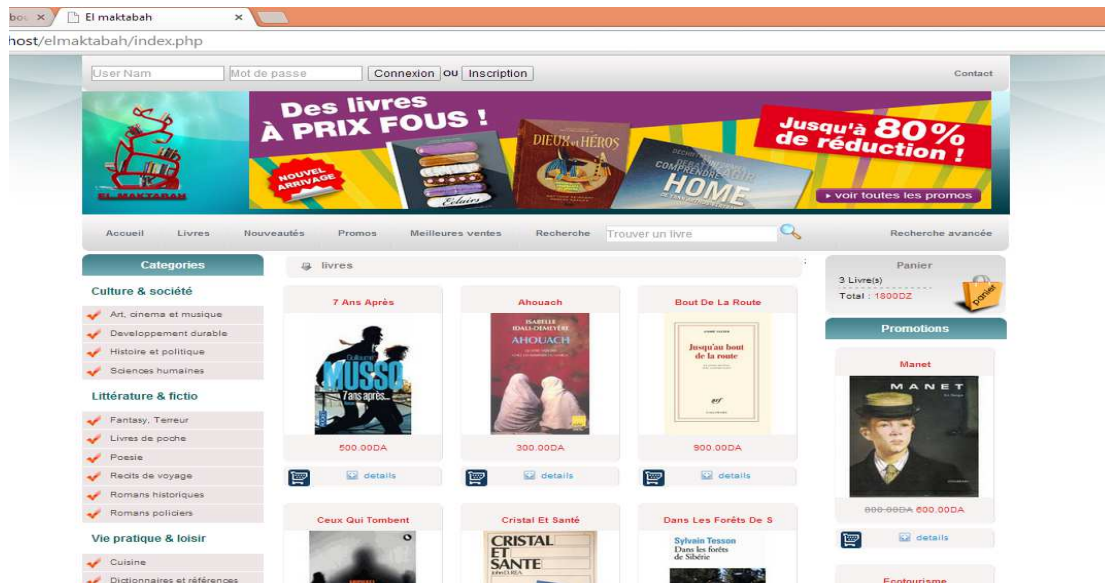 El maktabah
host/elmaktabah/index.php
User Nam Mot de passe Connexion ou Inscription Contact
EL MAKTABAH
Des livres
À PRIX FOUS !
NOUVEL
ARRIVAGE
Eclairs
DIEUX et HÉROS
COMPRENDRE AGIR
HOME
Jusqu'à 80%
de réduction !
voir toutes les promos
Accueil Livres Nouveautés Promos Meilleures ventes Recherche Trouver un livre Recherche avancée
Categories
Culture & société
Art, cinema et musique
Developpement durable
Histoire et politique
Sciences humaines
Littérature & fictio
Fantasy, Terreur
Livres de poche
Poesie
Recits de voyage
Romans historiques
Romans policiers
Vie pratique & loisir
Cuisine
Dictionnaires et références
livres
7 Ans Après
Guillaume
MUSSO
7 ans après...
500.00DA
details
Ahouach
ISABELLE
AHOUACH
300.00DA
details
Bout De La Route
Jusqu'au bout
de la route
nrf
900.00DA
details
Ceux Qui Tombent
Cristal Et Santé
CRISTAL
ET
SANTÉ
Dans Les Forêts De S
Sylvain Tesson
Dans les forêts
de Sibérie
Panier
3 Livre(s)
Total : 1800DZ
panier
Promotions
Manet
MANET
800.00DA 600.00DA
details
Ecotourisme